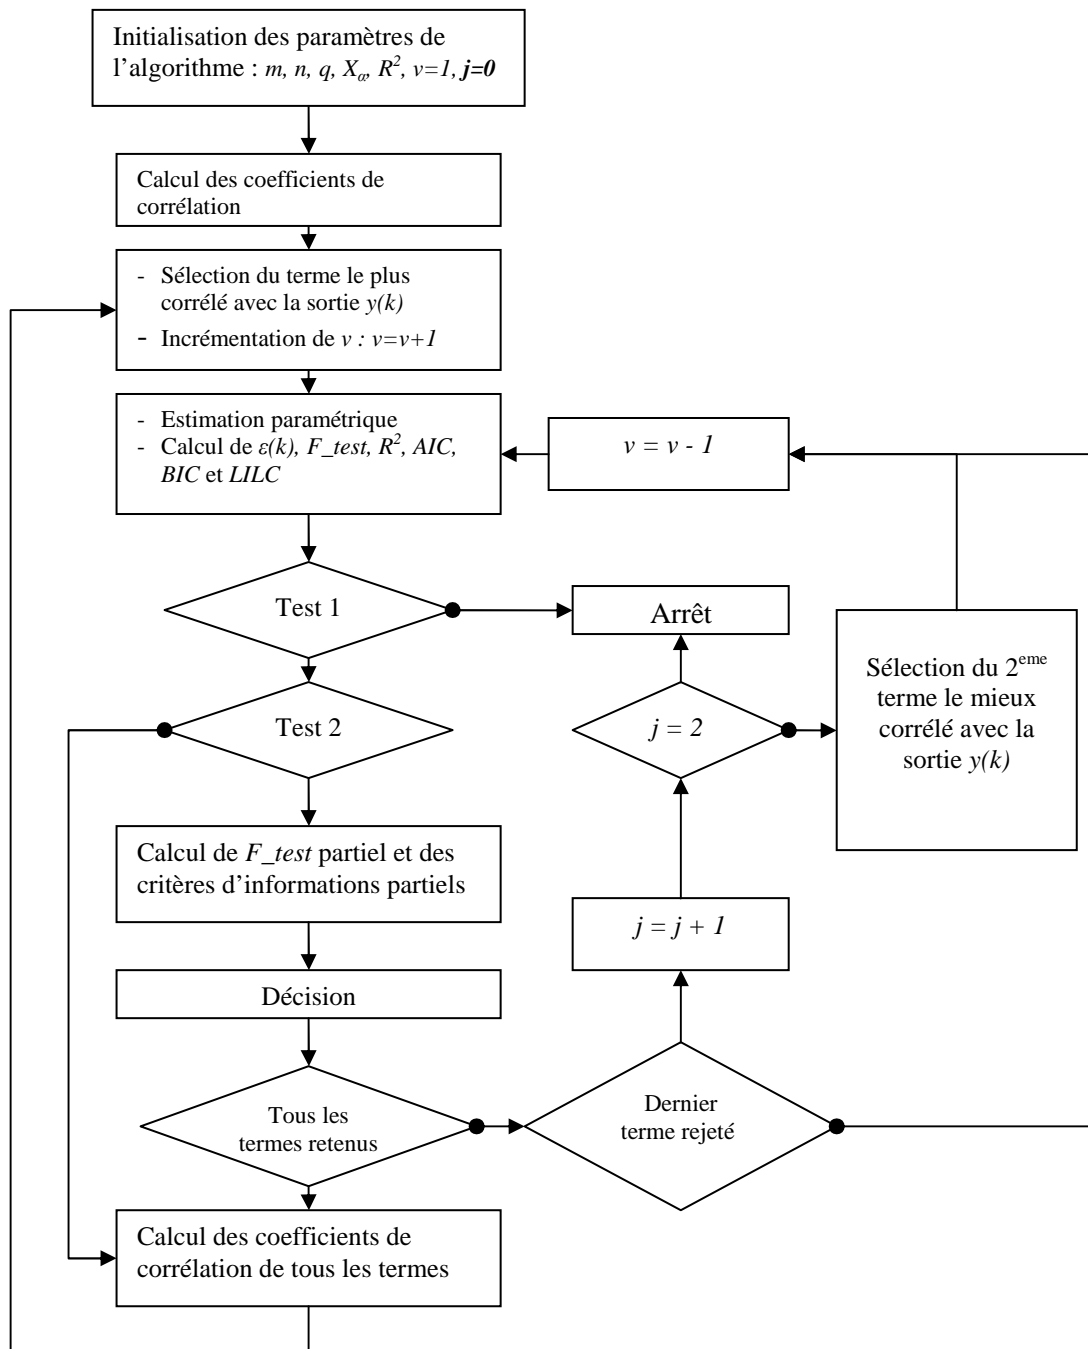 Initialisation des paramètres de
l’algorithme : m, n, q, Xα, R², v=1, j=0
Calcul des coefficients de
corrélation
- Sélection du terme le plus
corrélé avec la sortie y(k)
- Incrémentation de v : v=v+1
- Estimation paramétrique
- Calcul de ε(k), F_test, R², AIC,
BIC et LILC
v = v - 1
Test 1
Arrêt
Test 2
j = 2
Sélection du 2eme
terme le mieux
corrélé avec la
sortie y(k)
Calcul de F_test partiel et des
critères d’informations partiels
j = j + 1
Décision
Tous les
termes retenus
Dernier
terme rejeté
Calcul des coefficients de
corrélation de tous les termes